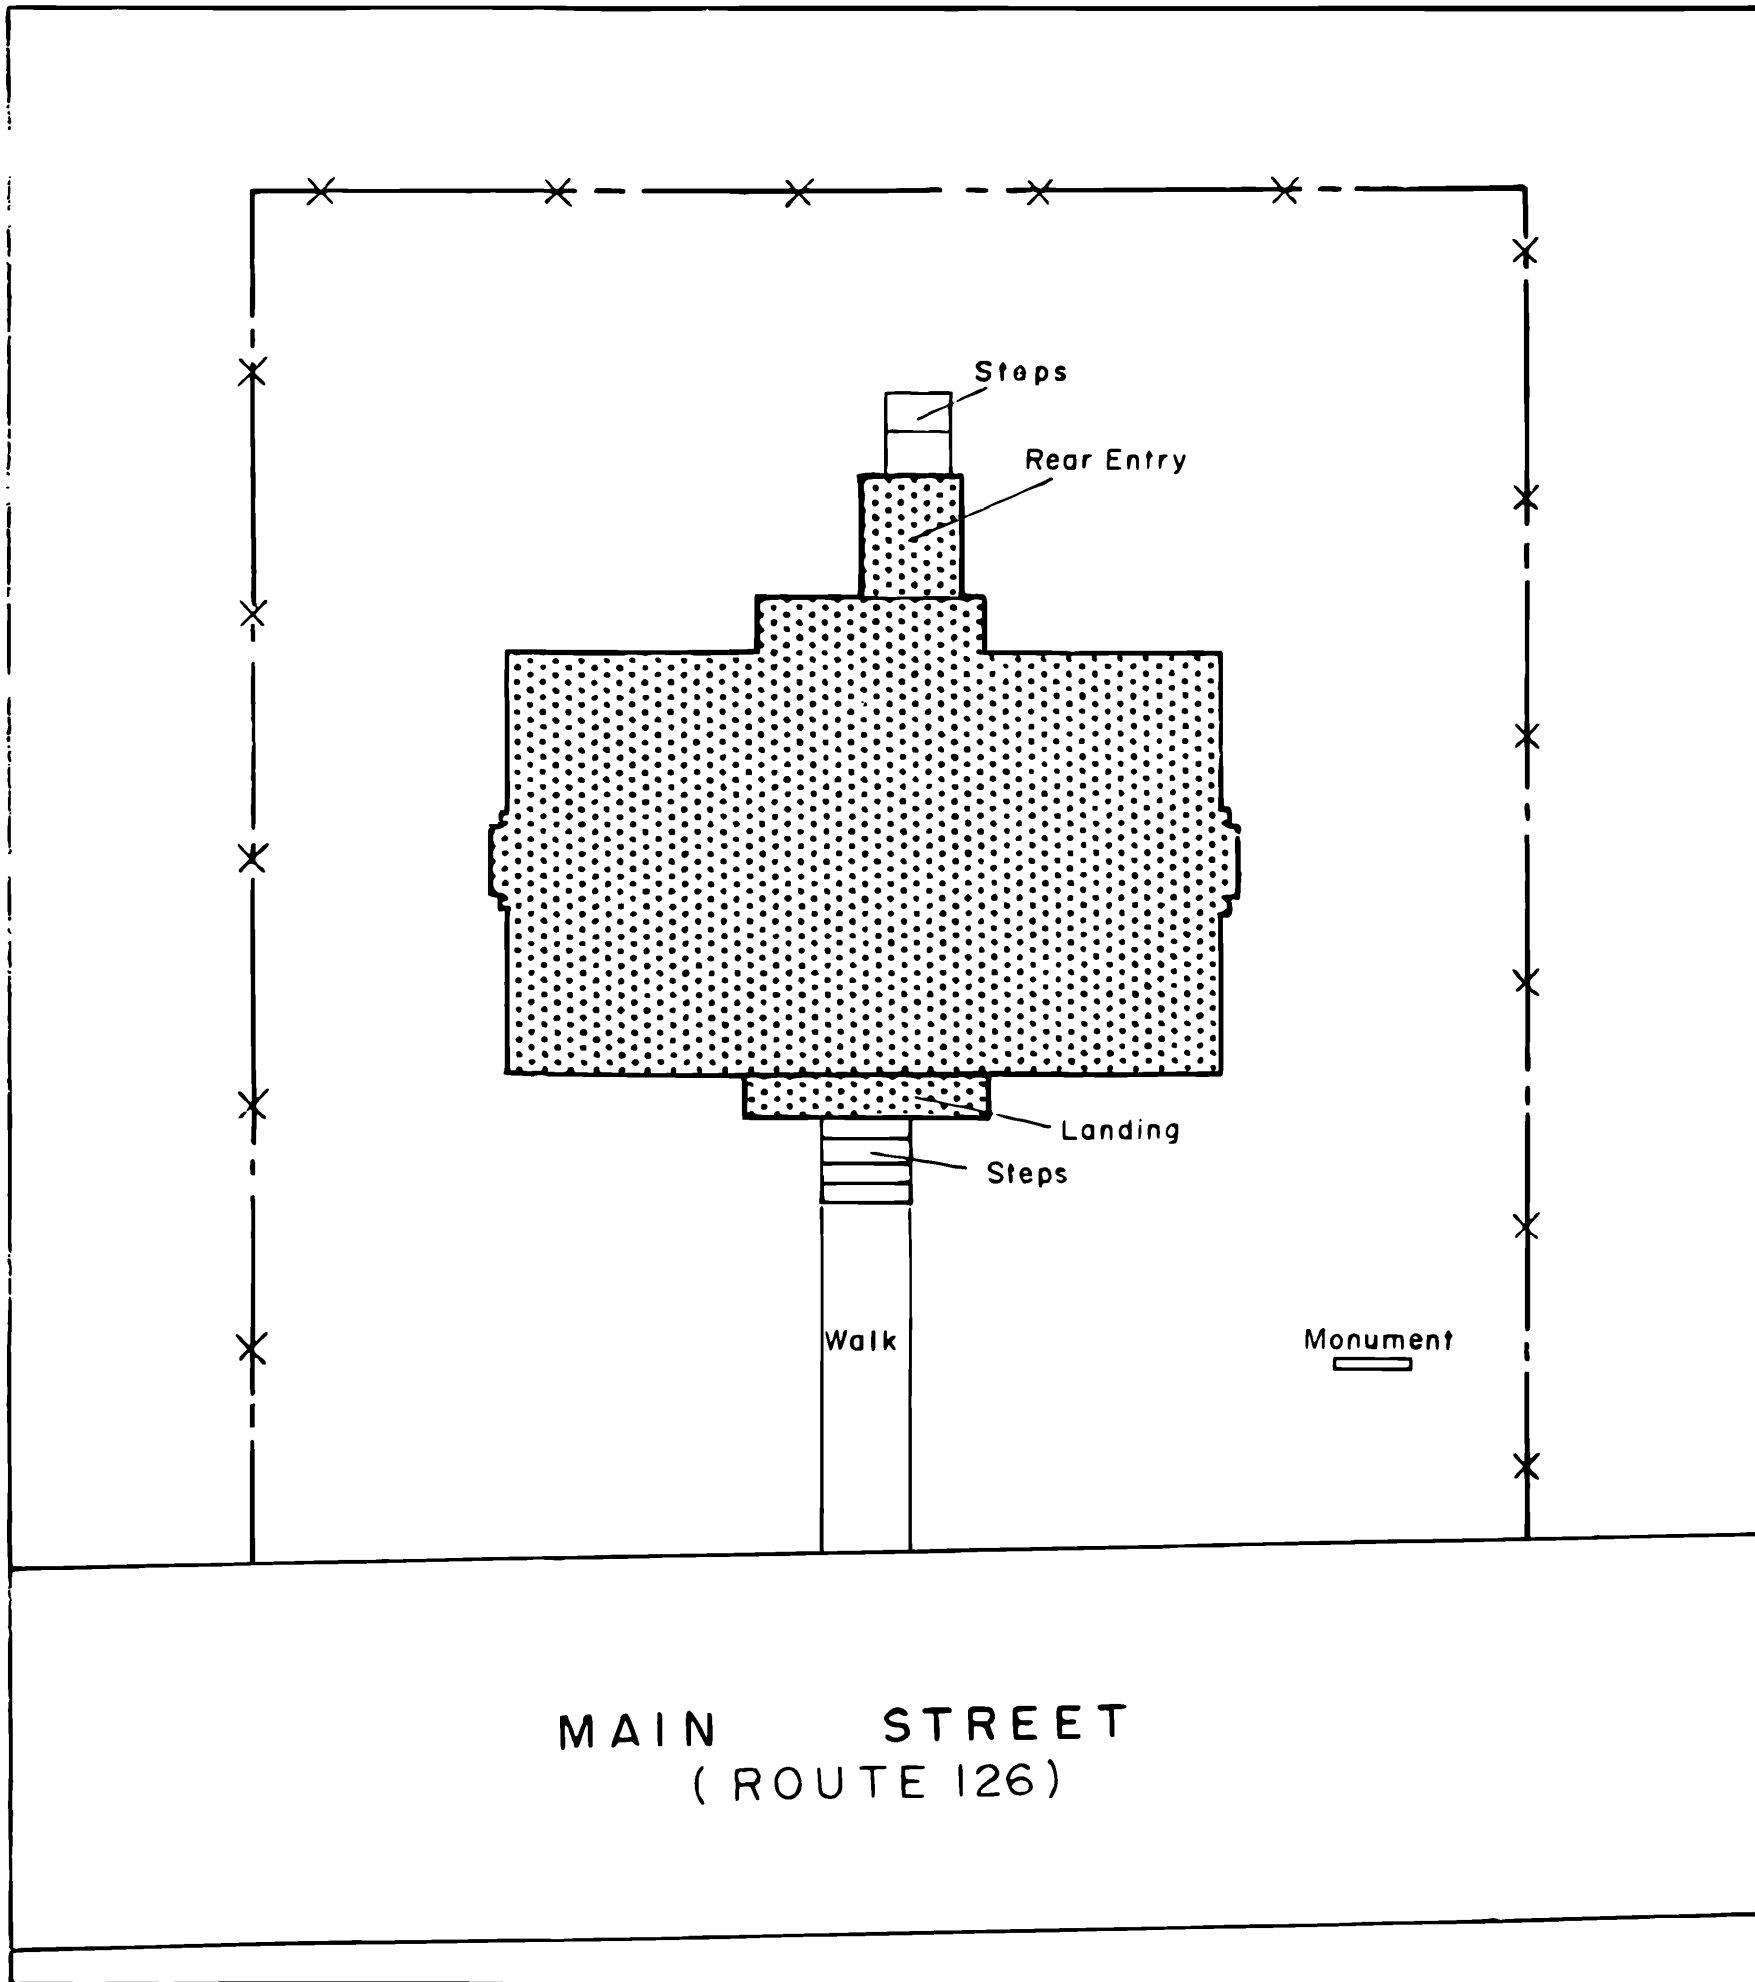 Steps
Rear Entry
Landing
Steps
Walk
Monument
MAIN STREET
(ROUTE 126)